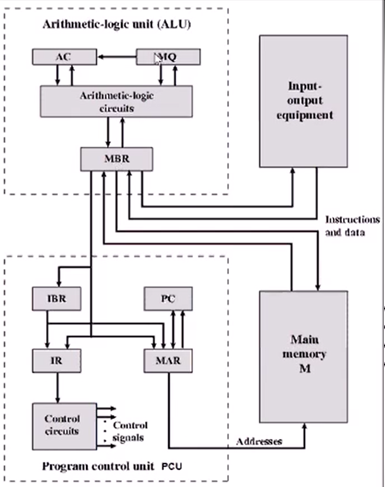 Arithmetic-logic unit (ALU)
AC
MQ
Arithmetic-logic
circuits
MBR
Input-
output
equipment
Instructions
and data
IBR
PC
IR
MAR
Main
memory
M
Control
circuits
Control
signals
Addresses
Program control unit PCU